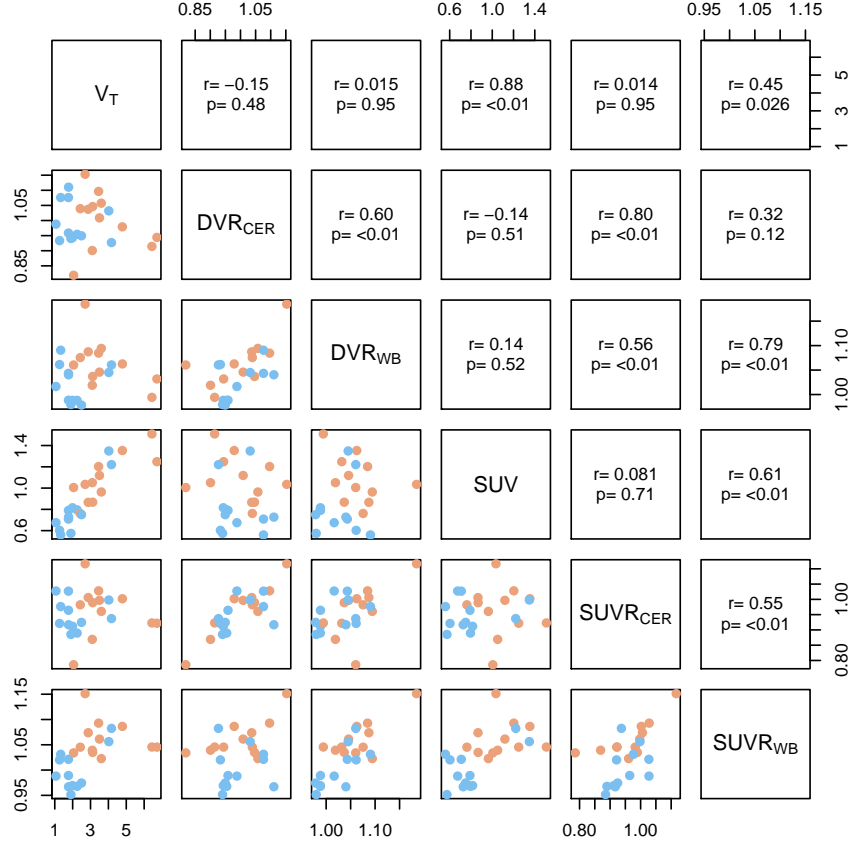 0.85 1.05 0.6 1.0 1.4 0.95 1.05 1.15
V_T
r= −0.15
p= 0.48
r= 0.015
p= 0.95
r= 0.88
p= <0.01
r= 0.014
p= 0.95
r= 0.45
p= 0.026
1 3 5
0.85 1.05
DVR_CER
r= 0.60
p= <0.01
r= −0.14
p= 0.51
r= 0.80
p= <0.01
r= 0.32
p= 0.12
DVR_WB
r= 0.14
p= 0.52
r= 0.56
p= <0.01
r= 0.79
p= <0.01
1.00 1.10
0.6 1.0 1.4
SUV
r= 0.081
p= 0.71
r= 0.61
p= <0.01
SUVR_CER
r= 0.55
p= <0.01
0.80 1.00
0.95 1.05 1.15
SUVR_WB
1 3 5 1.00 1.10 0.80 1.00